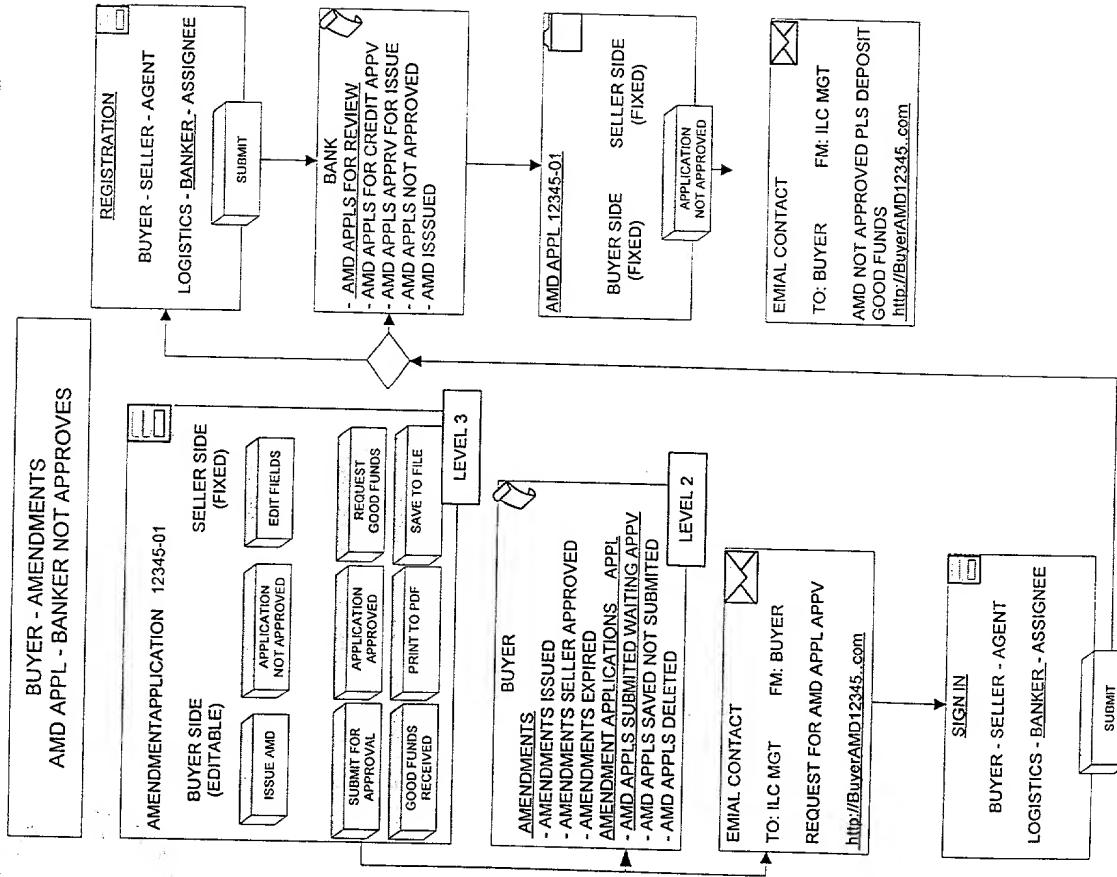 BUYER - AMENDMENTS
AMD APPL - BANKER NOT APPROVES
AMENDMENTAPLICATION 12345-01
BUYER SIDE
(EDITABLE)
SELLER SIDE
(FIXED)
ISSUE AMD
APPLICATION
NOT APPROVED
EDIT FIELDS
SUBMIT FOR
APPROVAL
APPLICATION
APPROVED
REQUEST
GOOD FUNDS
GOOD FUNDS
RECEIVED
PRINT TO PDF
SAVE TO FILE
LEVEL 3
BUYER
AMENDMENTS
- AMENDMENTS ISSUED
- AMENDMENTS SELLER APPROVED
- AMENDMENTS EXPIRED
AMENDMENT APPLICATIONS APPL
- AMD APPLS SUBMITED WAITING APPV
- AMD APPLS SAVED NOT SUBMITED
- AMD APPLS DELETED
LEVEL 2
EMIAL CONTACT
TO: ILC MGT FM: BUYER
REQUEST FOR AMD APPL APPV
http://BuyerAMD12345..com
SIGN IN
BUYER - SELLER - AGENT
LOGISTICS - BANKER - ASSIGNEE
SUBMIT
REGISTRATION
BUYER - SELLER - AGENT
LOGISTICS - BANKER - ASSIGNEE
SUBMIT
BANK
- AMD APPLS FOR REVIEW
- AMD APPLS FOR CREDIT APPV
- AMD APPLS APPRV FOR ISSUE
- AMD APPLS NOT APPROVED
- AMD ISSSUED
AMD APPL 12345-01
BUYER SIDE
(FIXED)
SELLER SIDE
(FIXED)
APPLICATION
NOT APPROVED
EMIAL CONTACT
TO: BUYER FM: ILC MGT
AMD NOT APPROVED PLS DEPOSIT
GOOD FUNDS
http://BuyerAMD12345..com